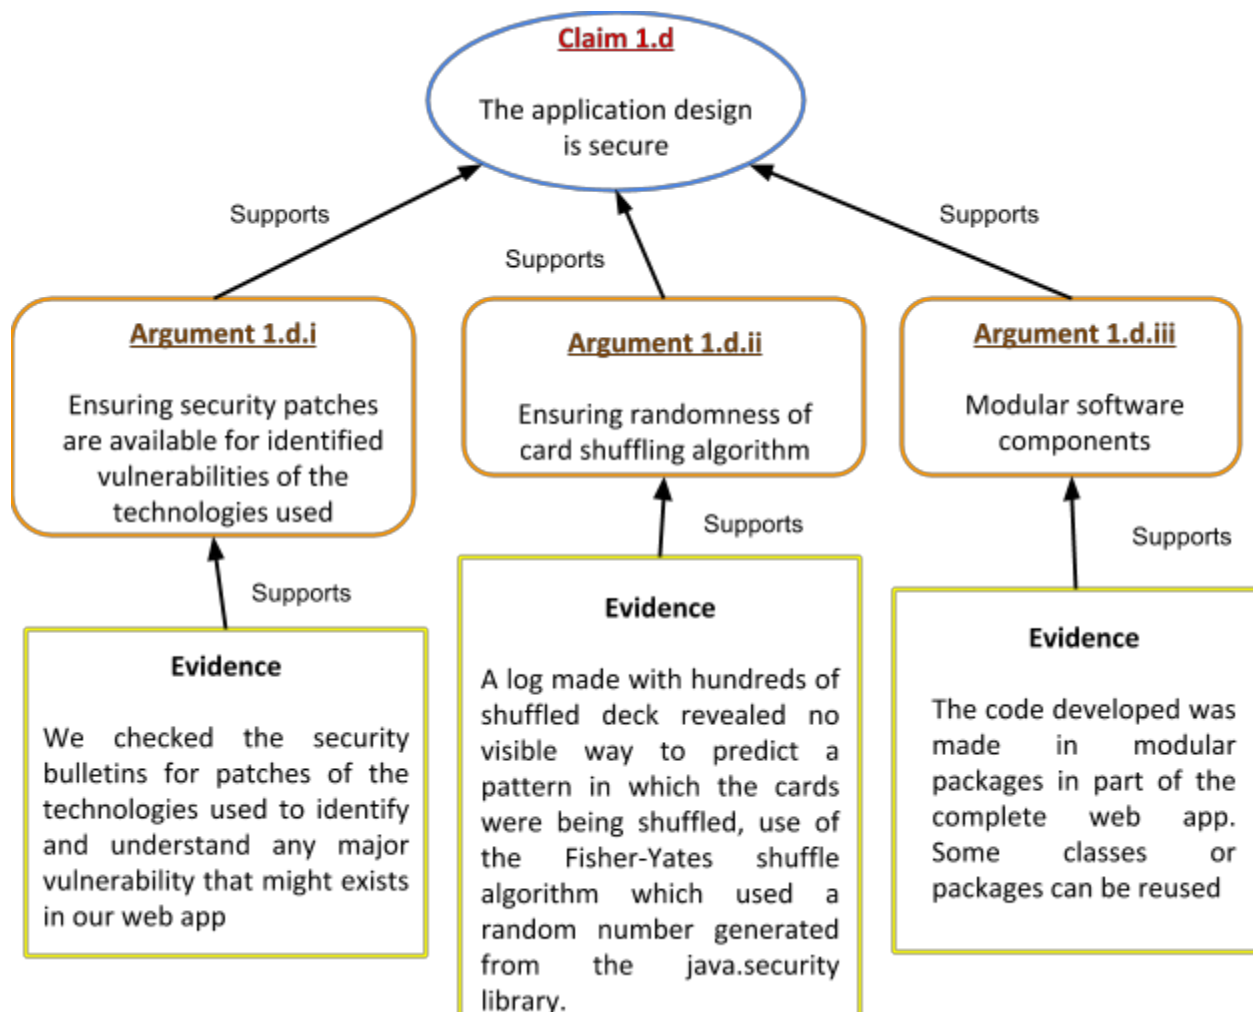 Claim 1.d
The application design
is secure
Supports
Supports
Supports
Argument 1.d.i
Ensuring security patches
are available for identified
vulnerabilities of the
technologies used
Argument 1.d.ii
Ensuring randomness of
card shuffling algorithm
Argument 1.d.iii
Modular software
components
Supports
Supports
Supports
Evidence
We checked the security
bulletins for patches of the
technologies used to identify
and understand any major
vulnerability that might exists
in our web app
Evidence
A log made with hundreds of
shuffled deck revealed no
visible way to predict a
pattern in which the cards
were being shuffled, use of
the Fisher-Yates shuffle
algorithm which used a
random number generated
from the java.security
library.
Evidence
The code developed was
made in modular
packages in part of the
complete web app.
Some classes or
packages can be reused